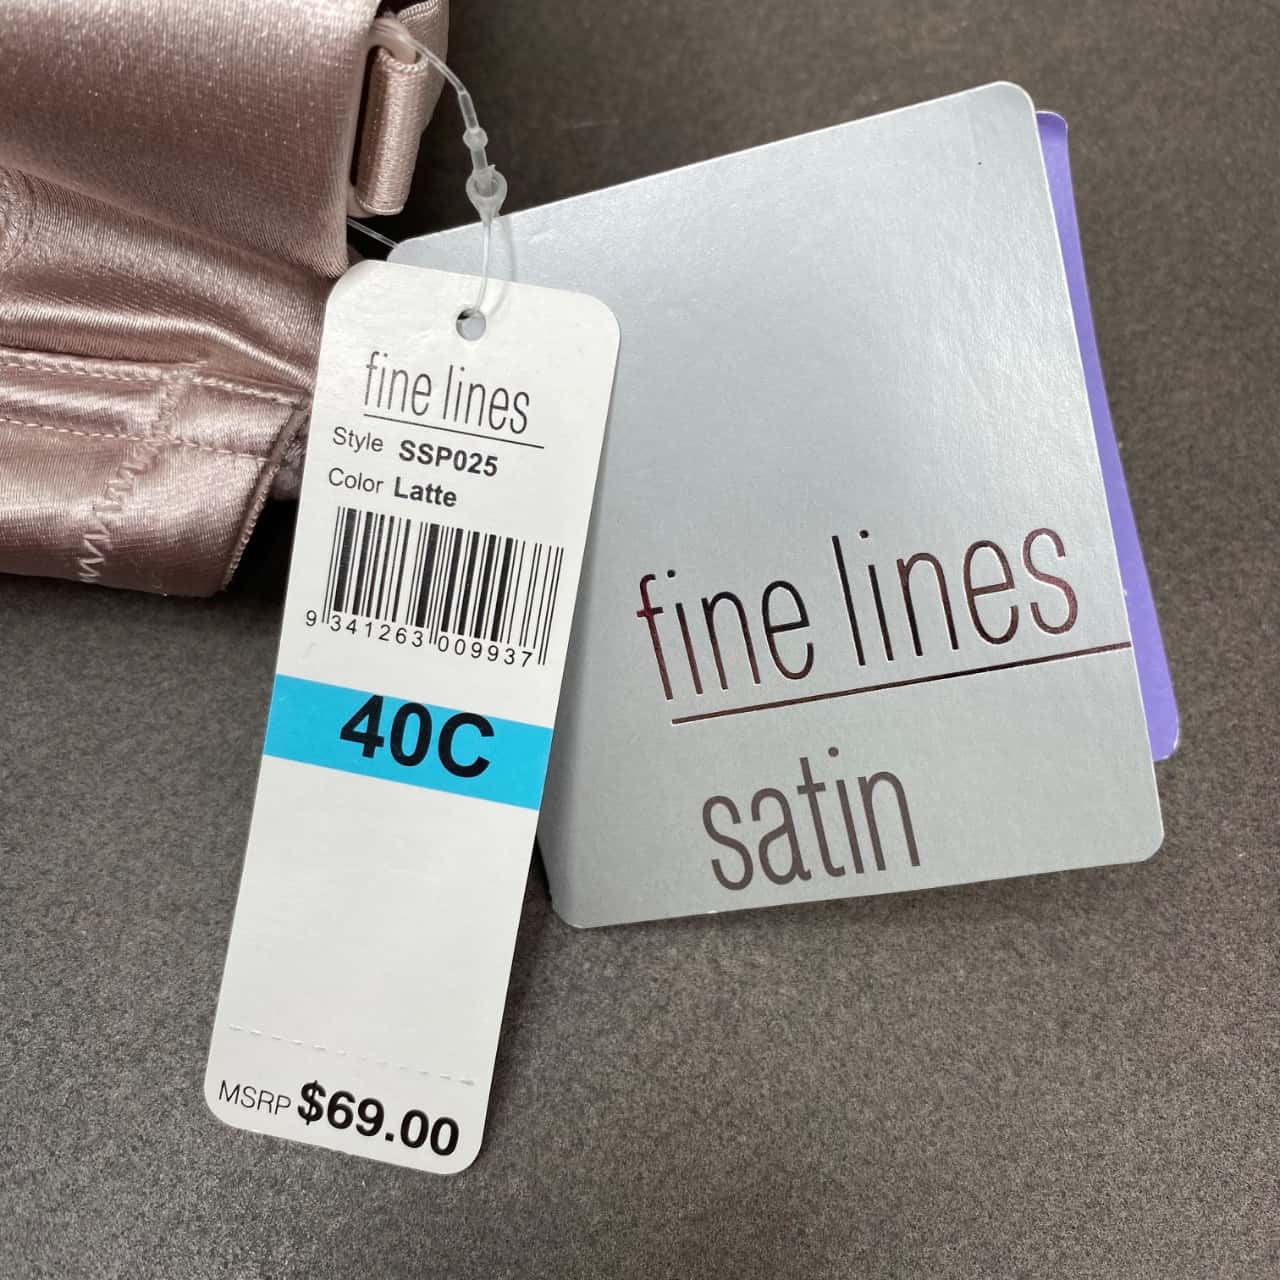 fine lines
Style SSP025
Color Latte
9 341263 009937
40C
MSRP $69.00
fine lines
satin